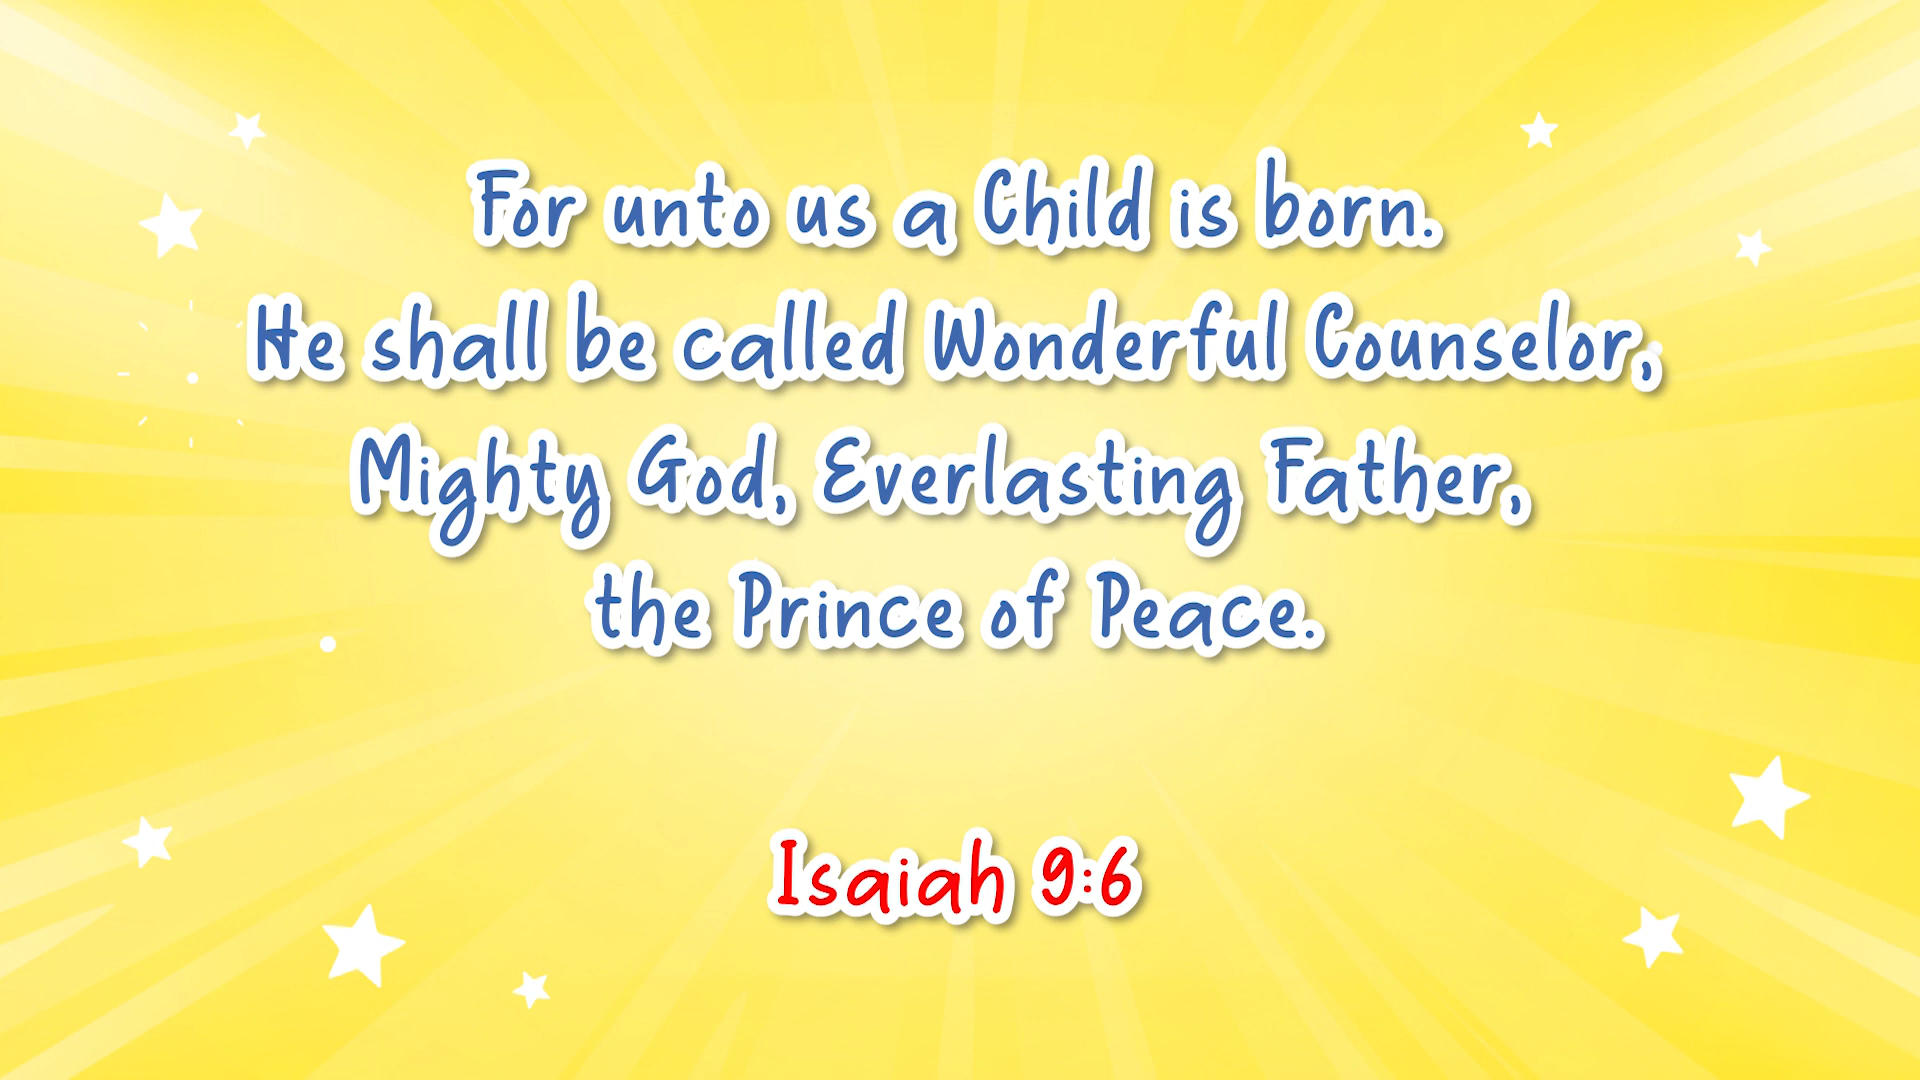 For unto us a Child is born.
He shall be called Wonderful Counselor,
Mighty God, Everlasting Father,
the Prince of Peace.
Isaiah 9:6